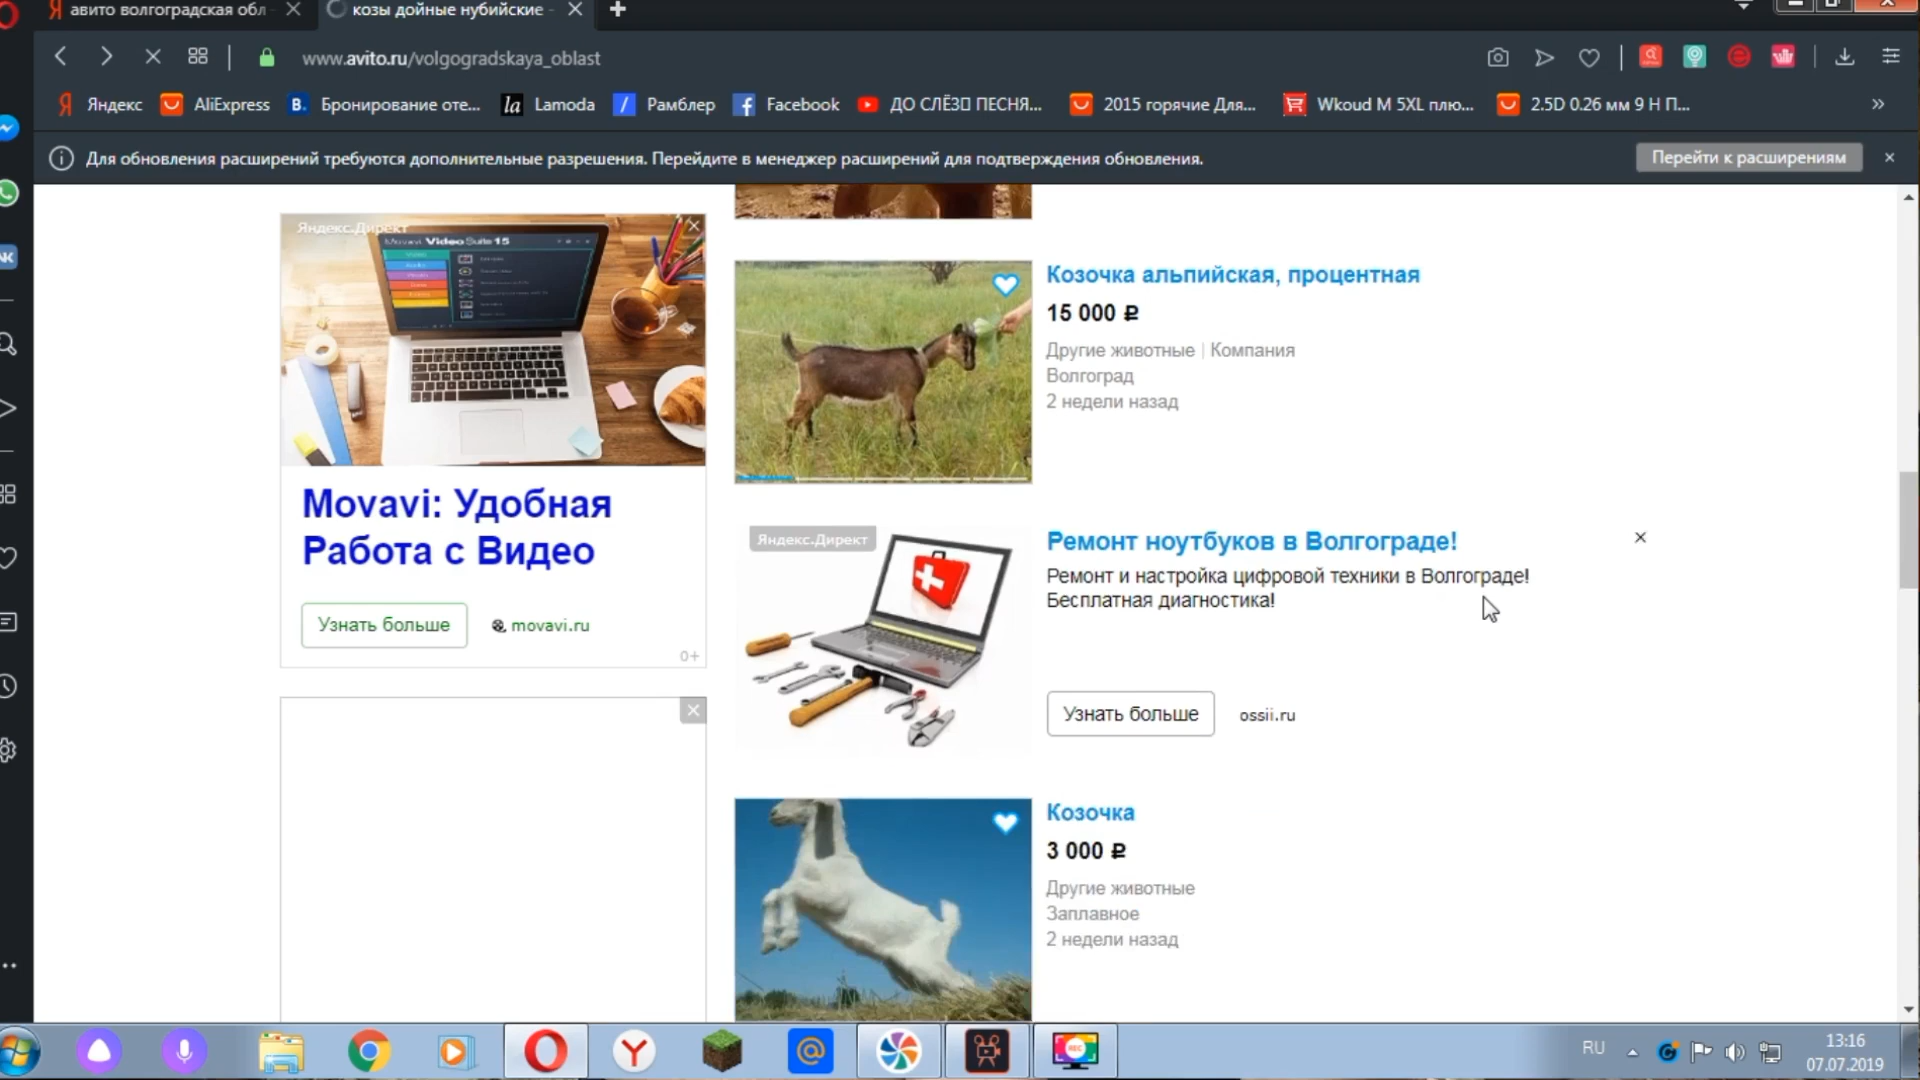 авито волгоградская обл
козы дойные нубийские -
www.avito.ru/volgogradskaya_oblast
Яндекс
AliExpress
Бронирование оте...
Lamoda
Рамблер
Facebook
ДО СЛЁЗ ПЕСНЯ...
2015 горячие Для...
Wkoud M 5XL плю...
2.5D 0.26 мм 9 Н П...
Для обновления расширений требуются дополнительные разрешения. Перейдите в менеджер расширений для подтверждения обновления.
Перейти к расширениям
Яндекс.Директ
Movavi Video Suite 15
Movavi: Удобная
Работа с Видео
Узнать больше
movavi.ru
0+
Козочка альпийская, процентная
15 000 ₽
Другие животные | Компания
Волгоград
2 недели назад
Яндекс.Директ
Ремонт ноутбуков в Волгограде!
Ремонт и настройка цифровой техники в Волгограде!
Бесплатная диагностика!
Узнать больше
ossii.ru
Козочка
3 000 ₽
Другие животные
Заплавное
2 недели назад
RU
13:16
07.07.2019